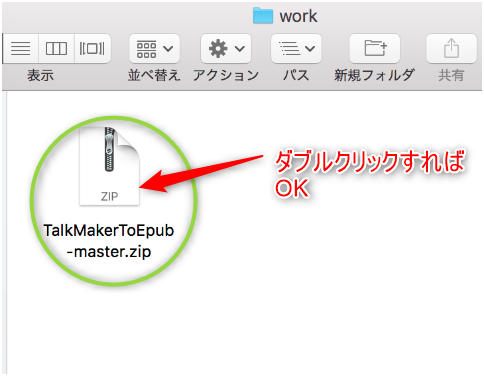 work
表示
並べ替え
アクション
パス
新規フォルダ
共有
ZIP
TalkMakerToEpub
-master.zip
ダブルクリックすれば
OK